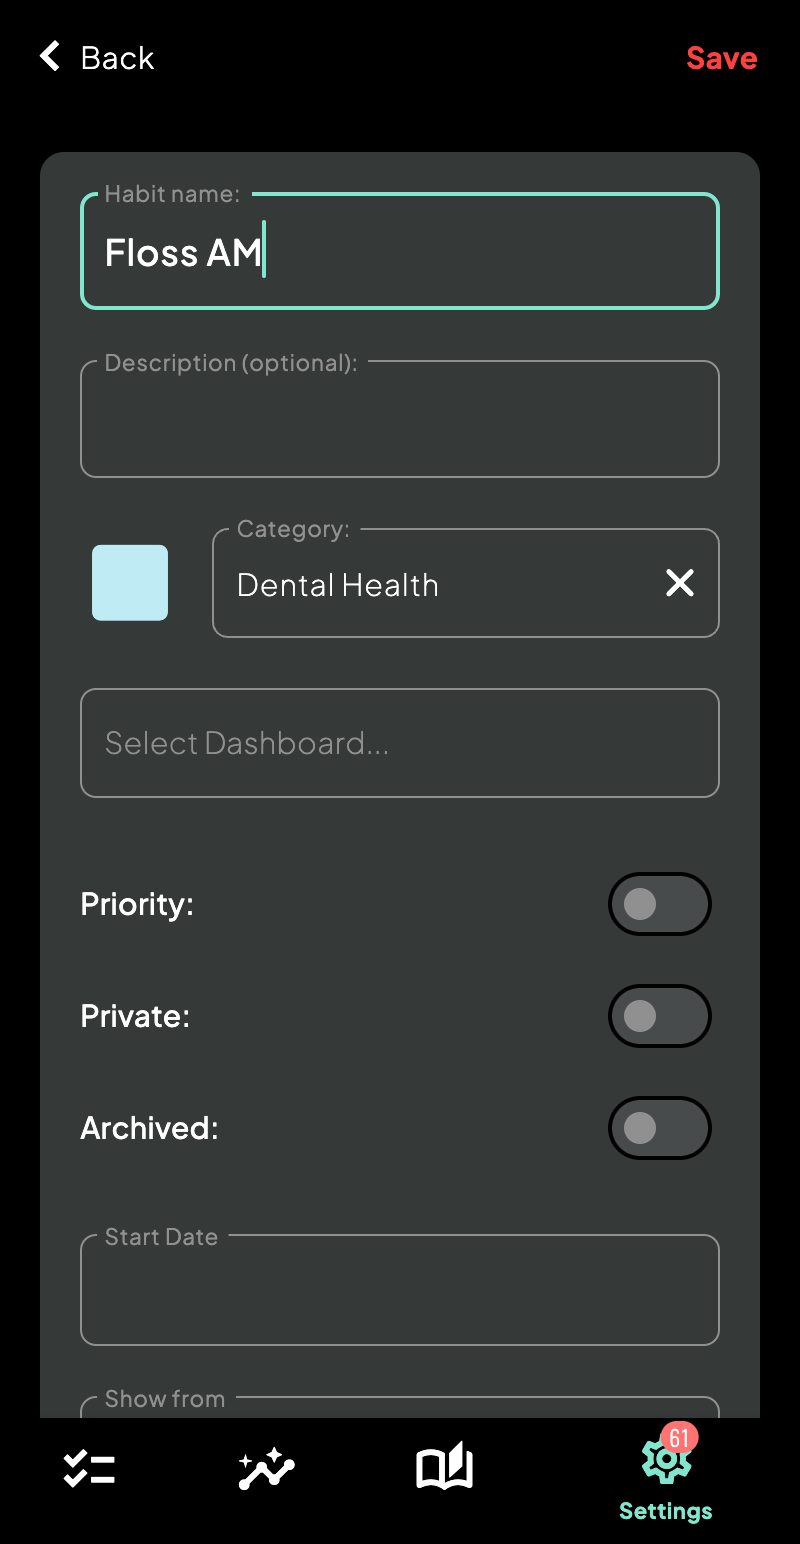 Back
Save
Habit name:
Floss AM
Description (optional):
Category:
Dental Health
Select Dashboard...
Priority:
Private:
Archived:
Start Date
Show from
61
Settings